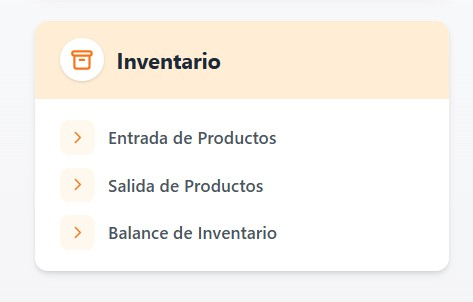 Inventario
Entrada de Productos
Salida de Productos
Balance de Inventario